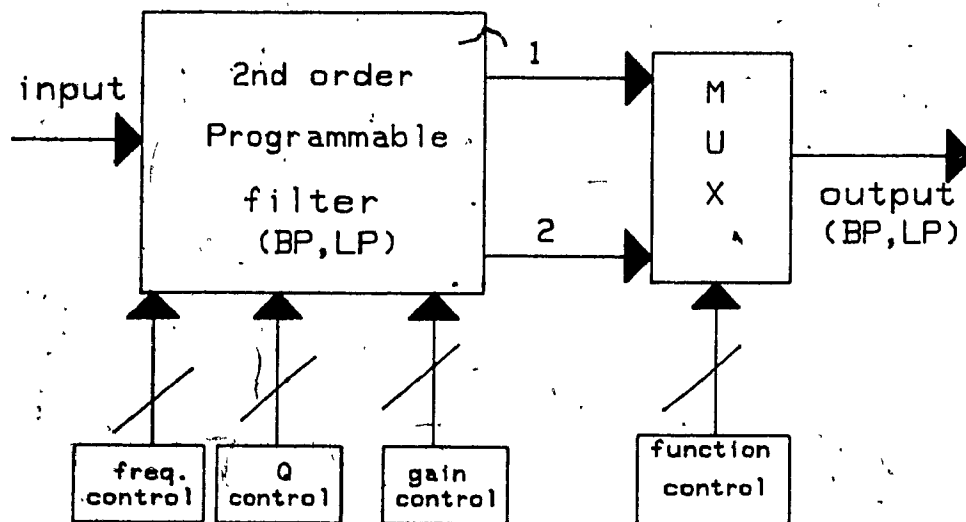 input
2nd order
Programmable
filter
(BP,LP)
1
2
M
U
X
output
(BP,LP)
freq.
control
Q
control
gain
control
function
control